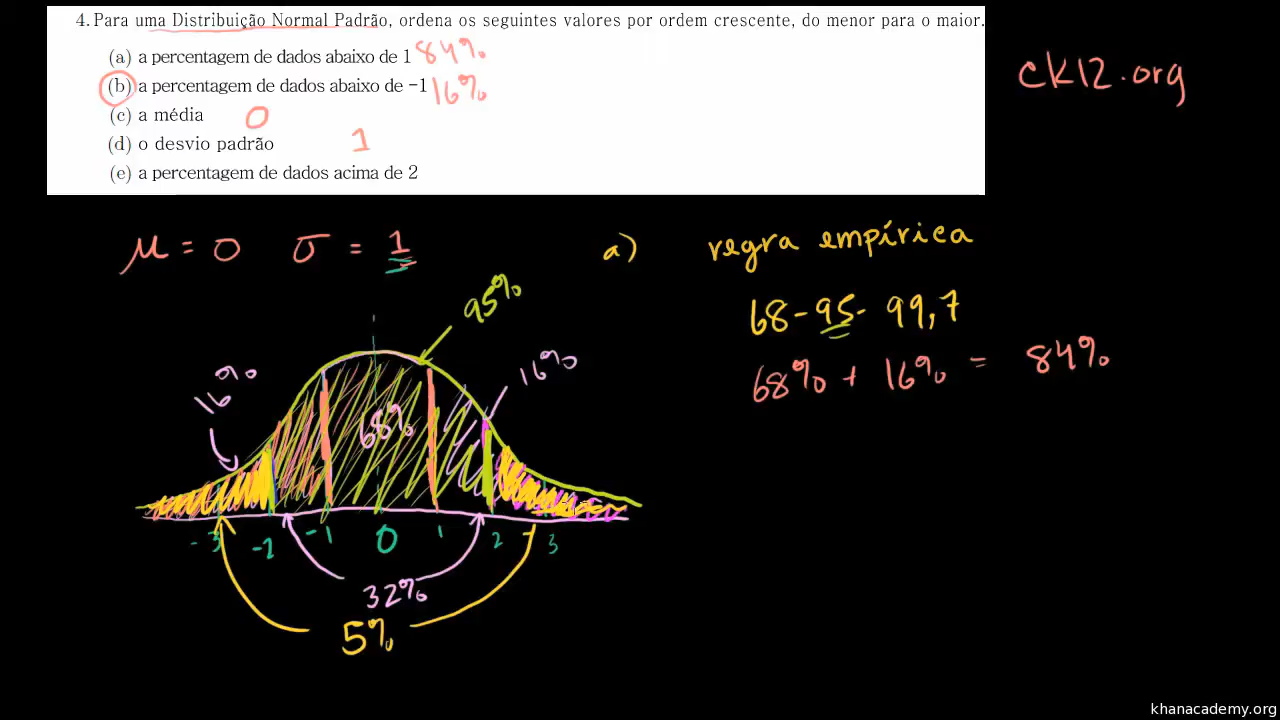 4. Para uma Distribuição Normal Padrão, ordena os seguintes valores por ordem crescente, do menor para o maior.
(a) a percentagem de dados abaixo de 1 84%
(b) a percentagem de dados abaixo de −1 16%
(c) a média 0
(d) o desvio padrão 1
(e) a percentagem de dados acima de 2
ck12.org
μ = 0 σ = 1
a) regra empírica
68 - 95 - 99,7
68% + 16% = 84%
95%
16%
16%
68%
-3 -2 -1 0 1 2 3
32%
5%
khanacademy.org